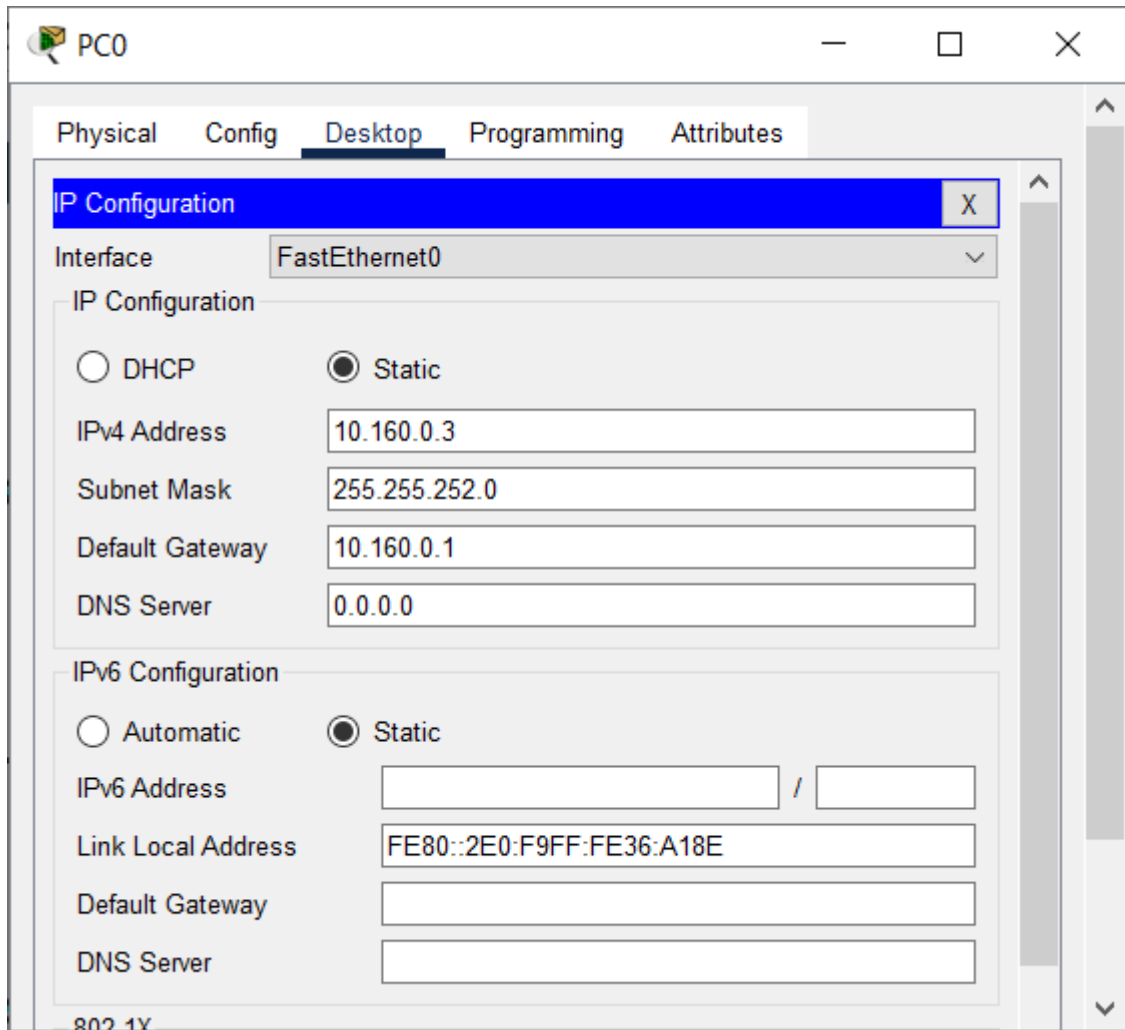 PC0
Physical Config Desktop Programming Attributes
IP Configuration X
Interface FastEthernet0
IP Configuration
DHCP Static
IPv4 Address 10.160.0.3
Subnet Mask 255.255.252.0
Default Gateway 10.160.0.1
DNS Server 0.0.0.0
IPv6 Configuration
Automatic Static
IPv6 Address /
Link Local Address FE80::2E0:F9FF:FE36:A18E
Default Gateway
DNS Server
802.1X